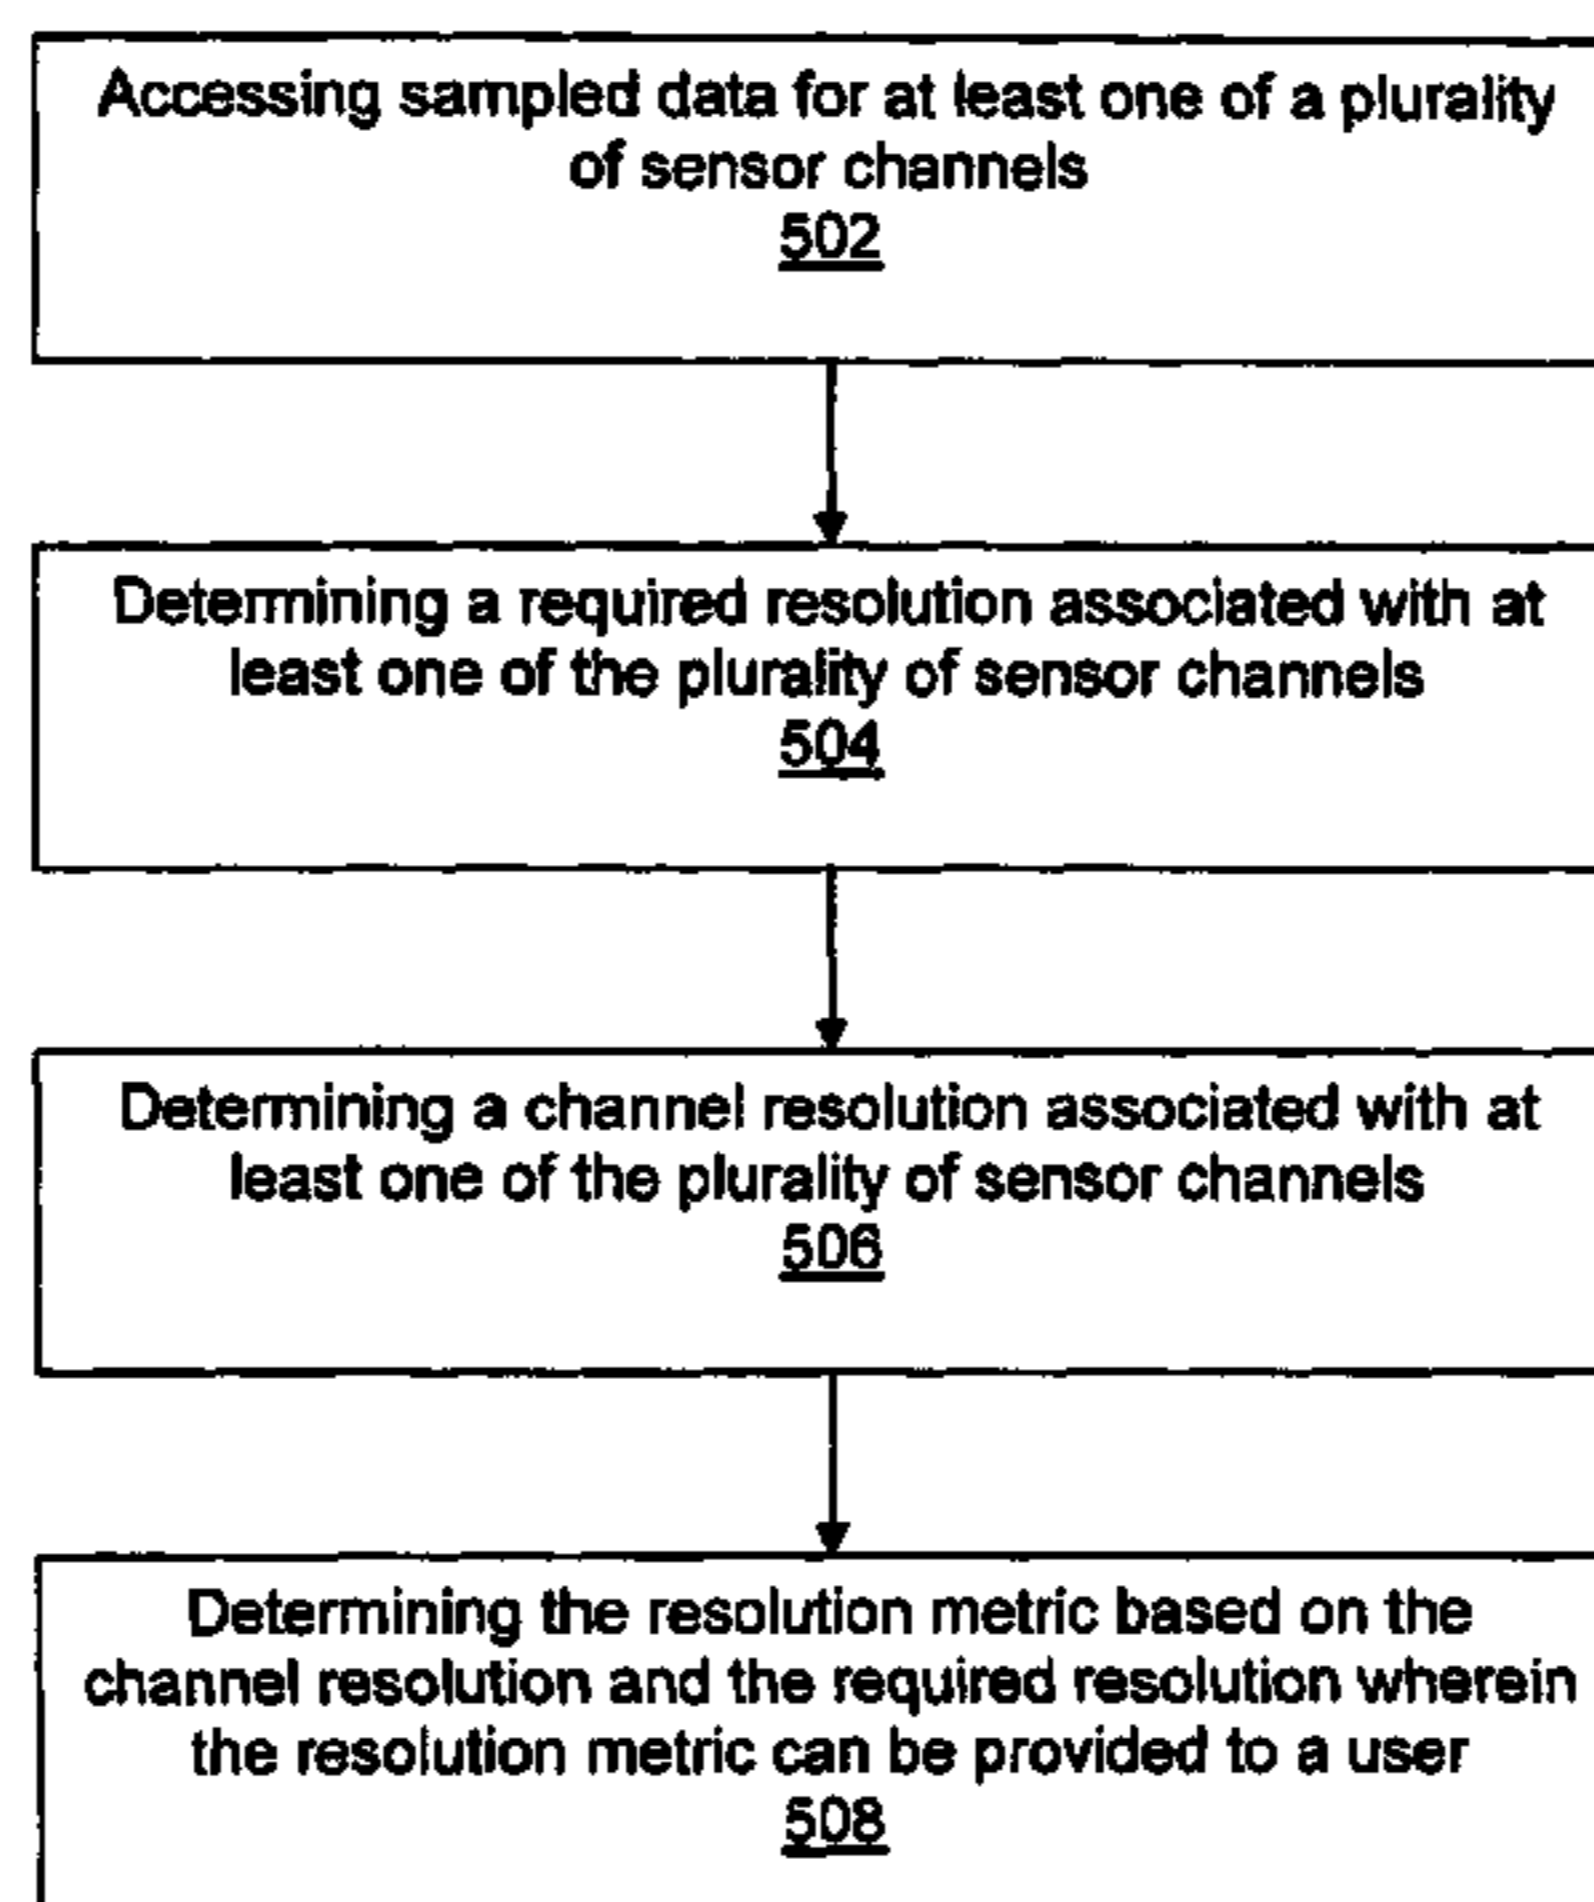 Accessing sampled data for at least one of a plurality
of sensor channels
502
Determining a required resolution associated with at
least one of the plurality of sensor channels
504
Determining a channel resolution associated with at
least one of the plurality of sensor channels
506
Determining the resolution metric based on the
channel resolution and the required resolution wherein
the resolution metric can be provided to a user
508